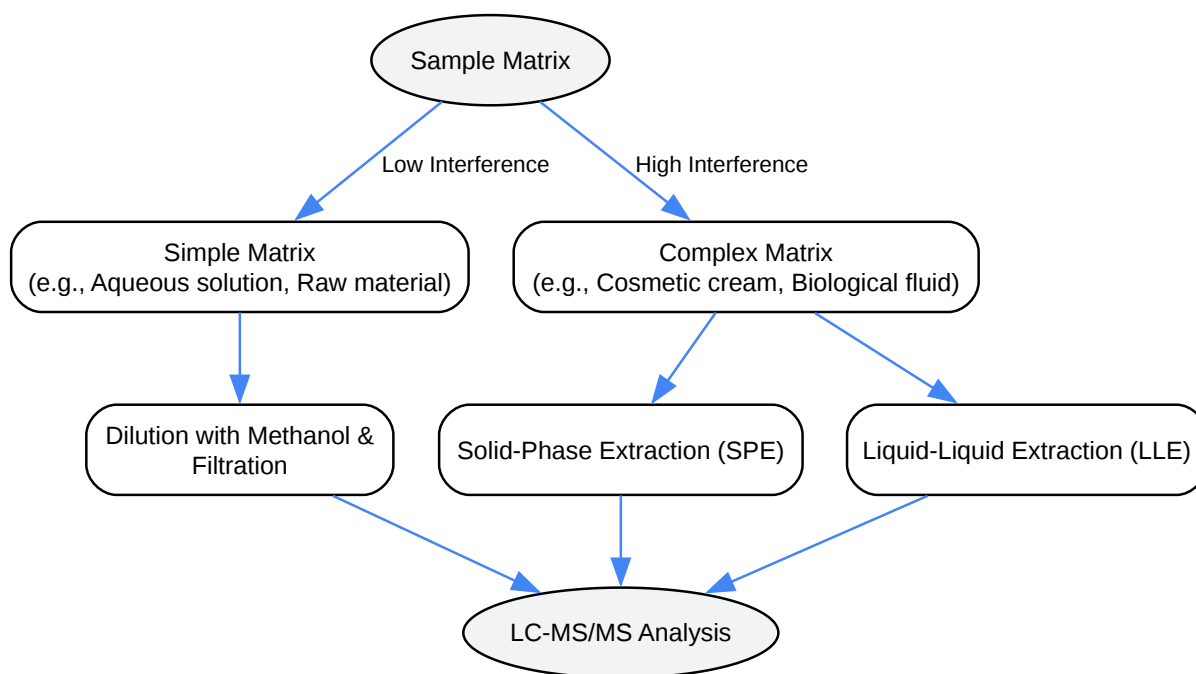 Sample Matrix
Low Interference
High Interference
Simple Matrix
(e.g., Aqueous solution, Raw material)
Complex Matrix
(e.g., Cosmetic cream, Biological fluid)
Dilution with Methanol &
Filtration
Solid-Phase Extraction (SPE)
Liquid-Liquid Extraction (LLE)
LC-MS/MS Analysis